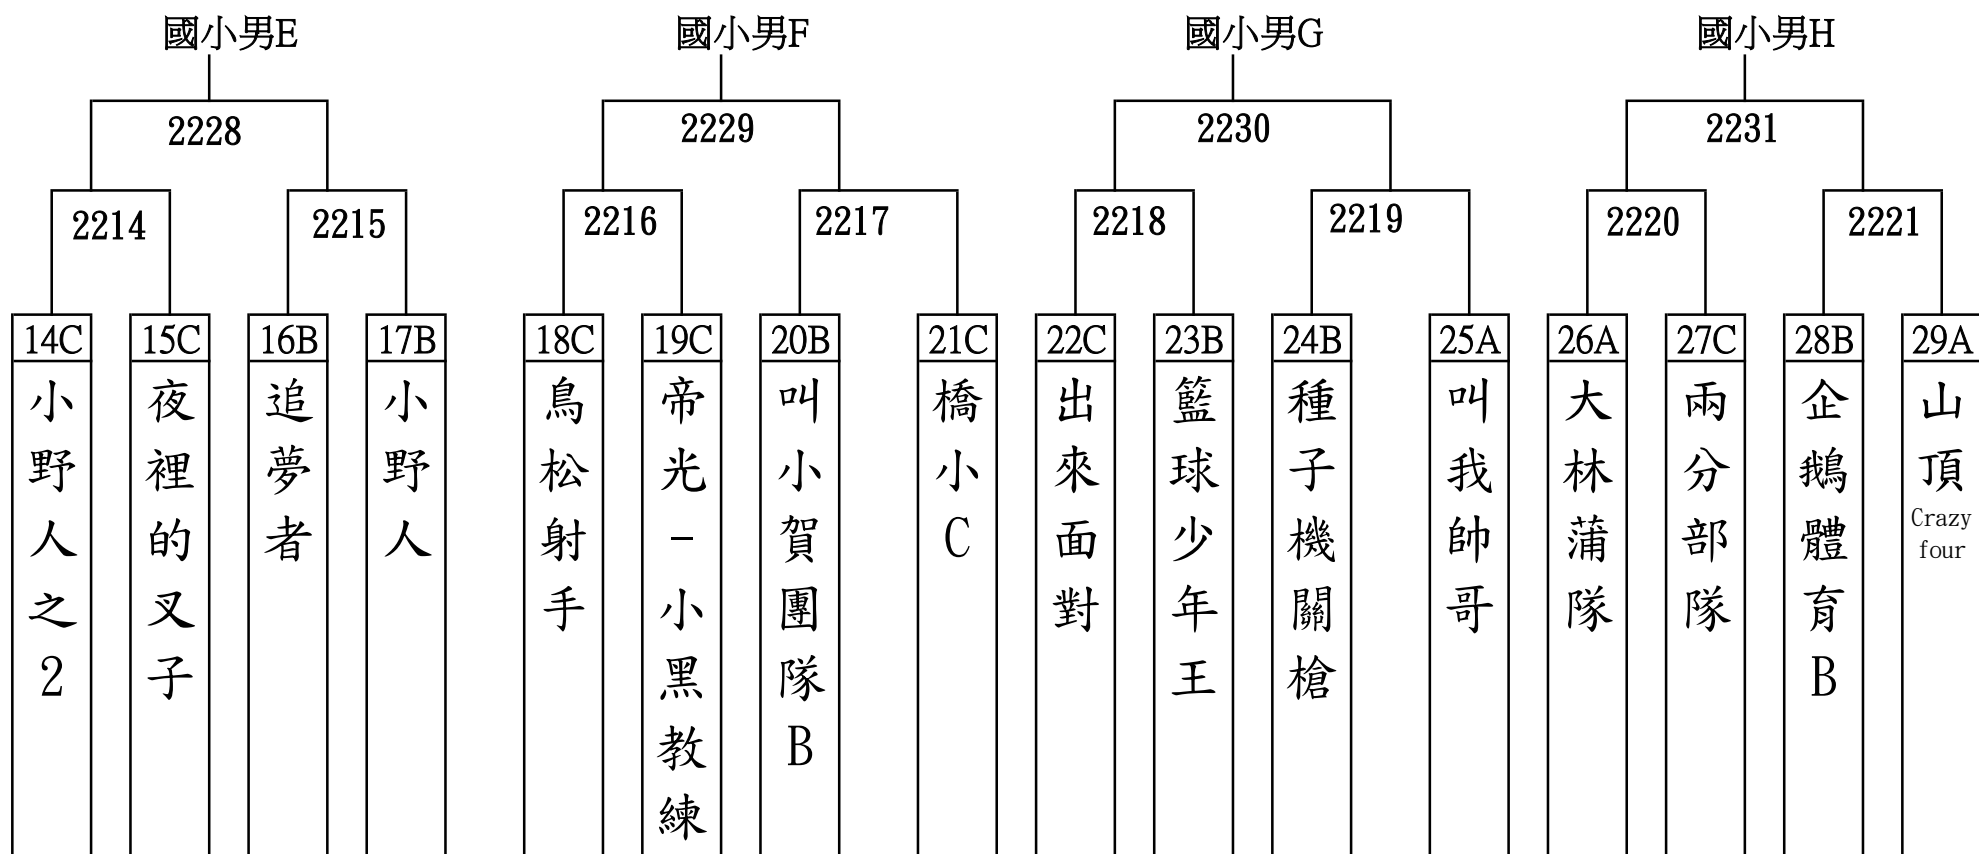 國小男E
國小男F
國小男G
國小男H
2228
2229
2230
2231
2214
2215
2216
2217
2218
2219
2220
2221
14C
15C
16B
17B
18C
19C
20B
21C
22C
23B
24B
25A
26A
27C
28B
29A
小野人之2
夜裡的叉子
追夢者
小野人
鳥松射手
帝光-小黑教練
叫小賀團隊B
橋小C
出來面對
籃球少年王
種子機關槍
叫我帥哥
大林蒲隊
兩分部隊
企鵝體育B
山頂
Crazy
four